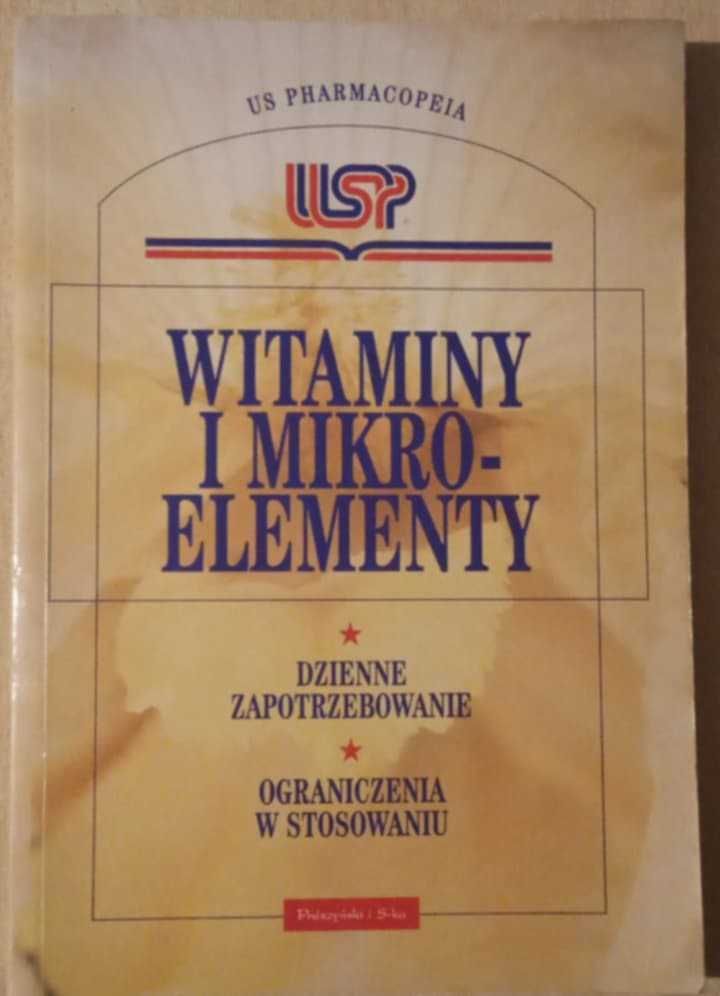 US PHARMACOPEIA
USP
WITAMINY
I MIKRO-
ELEMENTY
DZIENNE
ZAPOTRZEBOWANIE
OGRANICZENIA
W STOSOWANIU
Prószyński i S-ka